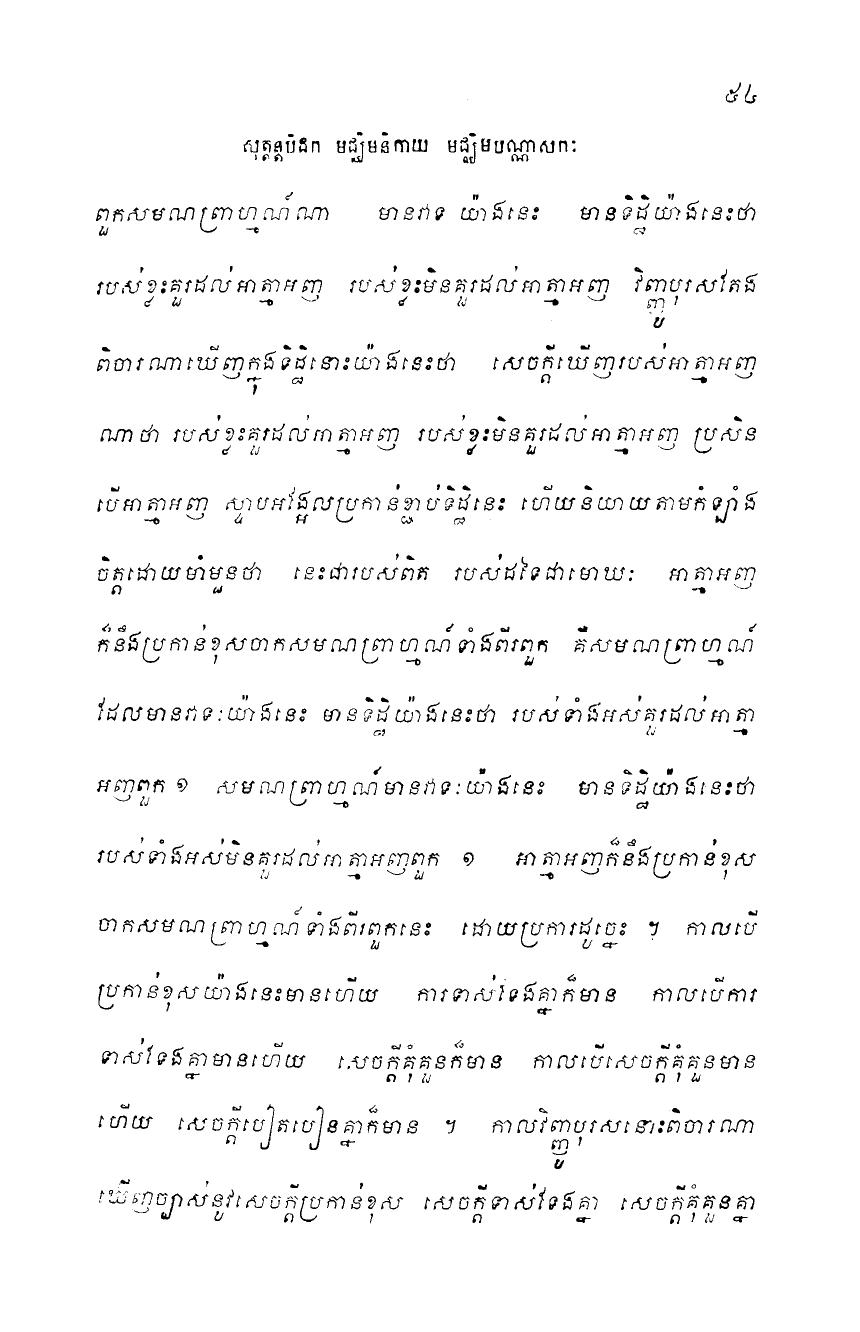 ៥៤
សុត្តន្តបិដក មជ្ឈិមនិកាយ មជ្ឈិមបណ្ណាសកៈ
ពួកសមណព្រាហ្មណ៍ណា មានវាទៈ យ៉ាងនេះ មានទិដ្ឋិយ៉ាងនេះថា
របស់ខ្លះគួរដល់អាត្មាអញ របស់ខ្លះមិនគួរដល់អាត្មាអញ វិញ្ញូបុរសតែង
ពិចារណាឃើញក្នុងទិដ្ឋិនោះយ៉ាងនេះថា សេចក្តីឃើញរបស់អាត្មាអញ
ណាថា របស់ខ្លះគួរដល់អាត្មាអញ របស់ខ្លះមិនគួរដល់អាត្មាអញ ប្រសិន
បើអាត្មាអញ ស្ទាបអង្អែលប្រកាន់ខ្ជាប់ទិដ្ឋិនេះ ហើយនិយាយតាមកំឡាំង
ចិត្តដោយមាំមួនថា នេះជារបស់ពិត របស់ដទៃជាមោឃៈ អាត្មាអញ
ក៏នឹងប្រកាន់ខុសចាកសមណព្រាហ្មណ៍ទាំងពីរពួក គឺសមណព្រាហ្មណ៍
ដែលមានវាទៈយ៉ាងនេះ មានទិដ្ឋិយ៉ាងនេះថា របស់ទាំងអស់គួរដល់អាត្មា
អញពួក ១ សមណព្រាហ្មណ៍មានវាទៈយ៉ាងនេះ មានទិដ្ឋិយ៉ាងនេះថា
របស់ទាំងអស់មិនគួរដល់អាត្មាអញពួក ១ អាត្មាអញក៏នឹងប្រកាន់ខុស
ចាកសមណព្រាហ្មណ៍ទាំងពីរពួកនេះ ដោយប្រការដូច្នេះ ។ កាលបើ
ប្រកាន់ខុសយ៉ាងនេះមានហើយ ការទាស់ទែងគ្នាក៏មាន កាលបើការ
ទាស់ទែងគ្នាមានហើយ សេចក្តីគុំគួនក៏មាន កាលបើសេចក្តីគុំគួនមាន
ហើយ សេចក្តីបៀតបៀនគ្នាក៏មាន ។ កាលវិញ្ញូបុរសនោះពិចារណា
ឃើញច្បាស់នូវសេចក្តីប្រកាន់ខុស សេចក្តីទាស់ទែងគ្នា សេចក្តីគុំគួនគ្នា